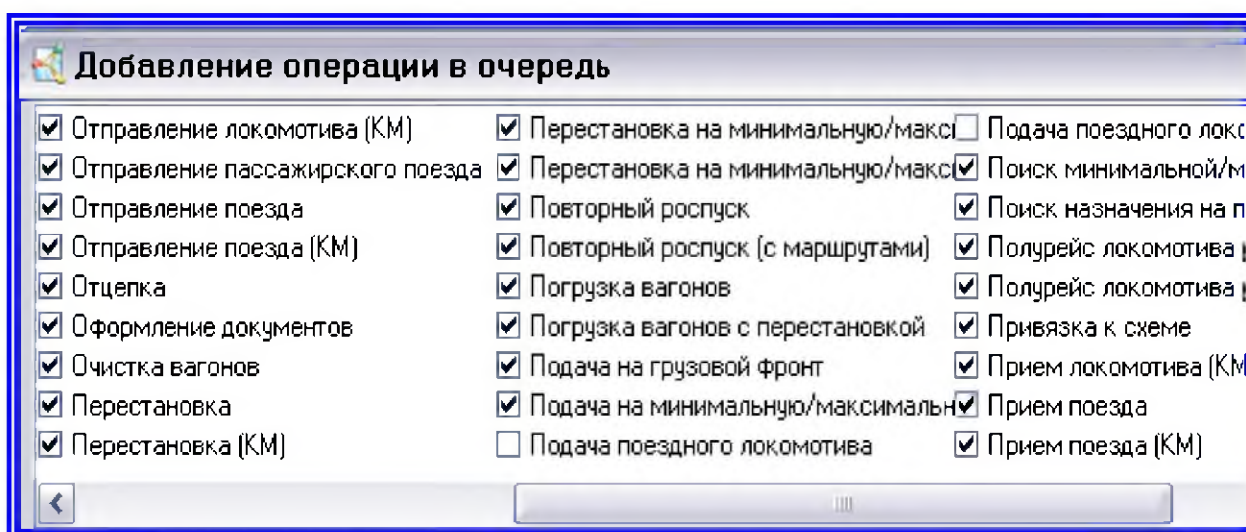 Добавление операции в очередь
Отправление локомотива (КМ)
Отправление пассажирского поезда
Отправление поезда
Отправление поезда (КМ)
Отцепка
Оформление документов
Очистка вагонов
Перестановка
Перестановка (КМ)
Перестановка на минимальную/макси
Перестановка на минимальную/макси
Повторный роспуск
Повторный роспуск (с маршрутами)
Погрузка вагонов
Погрузка вагонов с перестановкой
Подача на грузовой фронт
Подача на минимальную/максимальн
Подача поездного локомотива
Подача поездного локо
Поиск минимальной/м
Поиск назначения на п
Полурейс локомотива
Полурейс локомотива
Привязка к схеме
Прием локомотива (КМ
Прием поезда
Прием поезда (КМ)